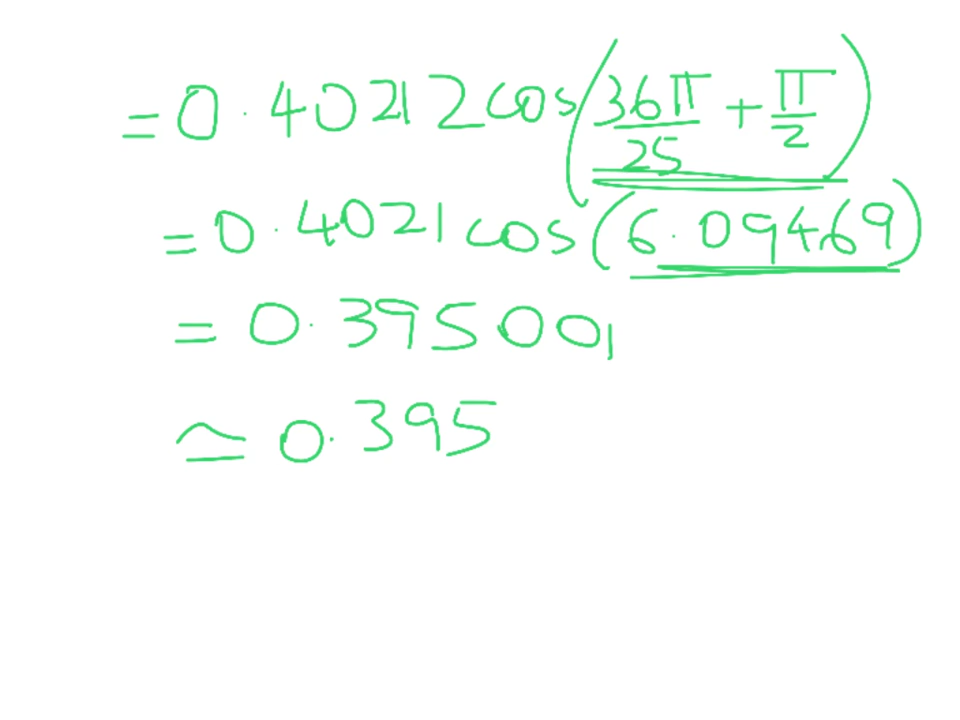 = 0.40212 cos(36π/25 + π/2)
= 0.4021 cos(6.09469)
= 0.395001
≃ 0.395